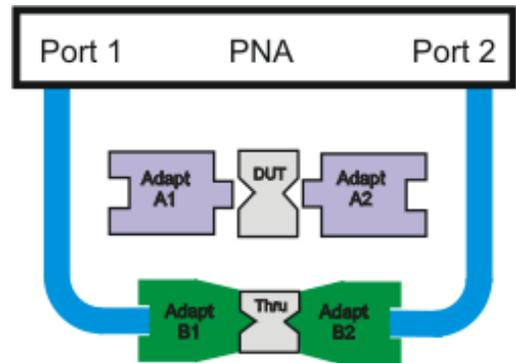 Port 1 PNA Port 2
Adapt DUT Adapt
A1 A2
Adapt Thru Adapt
B1 B2